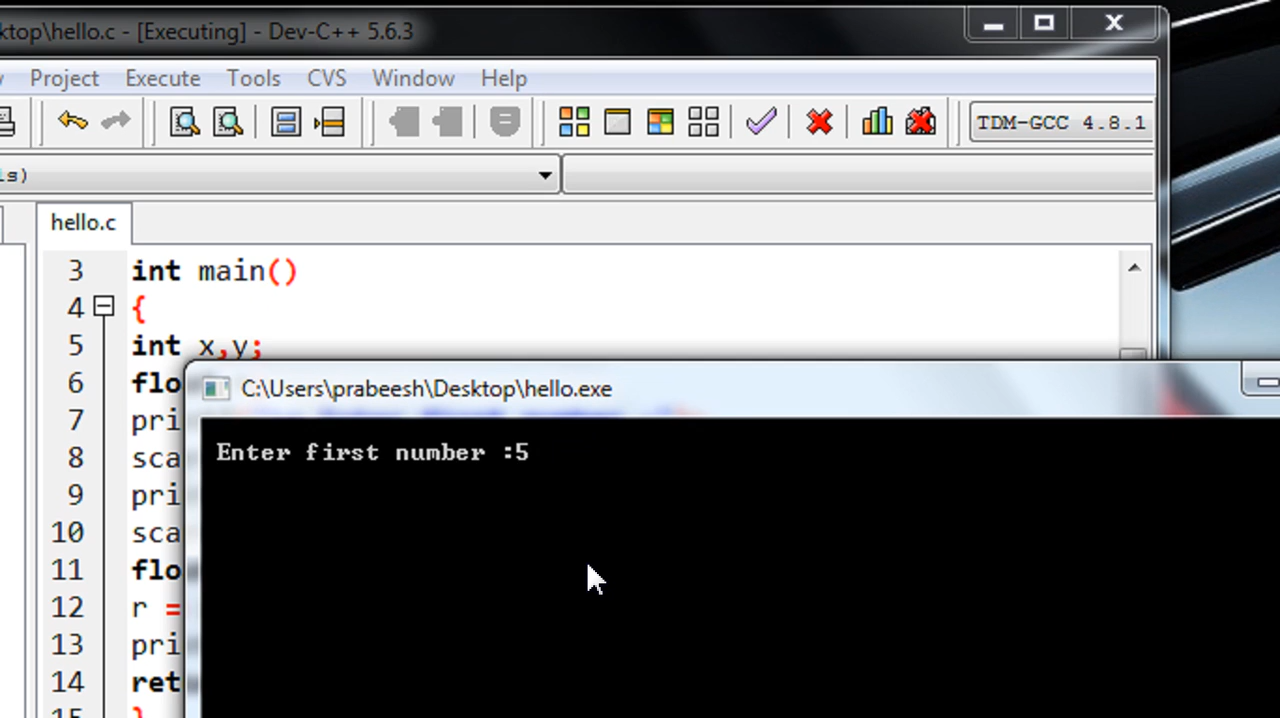 ktop\hello.c - [Executing] - Dev-C++ 5.6.3
Project Execute Tools CVS Window Help
TDM-GCC 4.8.1
ls)
hello.c
3 int main()
4 {
5 int x,y;
6 flo
7 pri
8 sca
9 pri
10 sca
11 flo
12 r =
13 pri
14 ret
15 }
C:\Users\prabeesh\Desktop\hello.exe
Enter first number :5